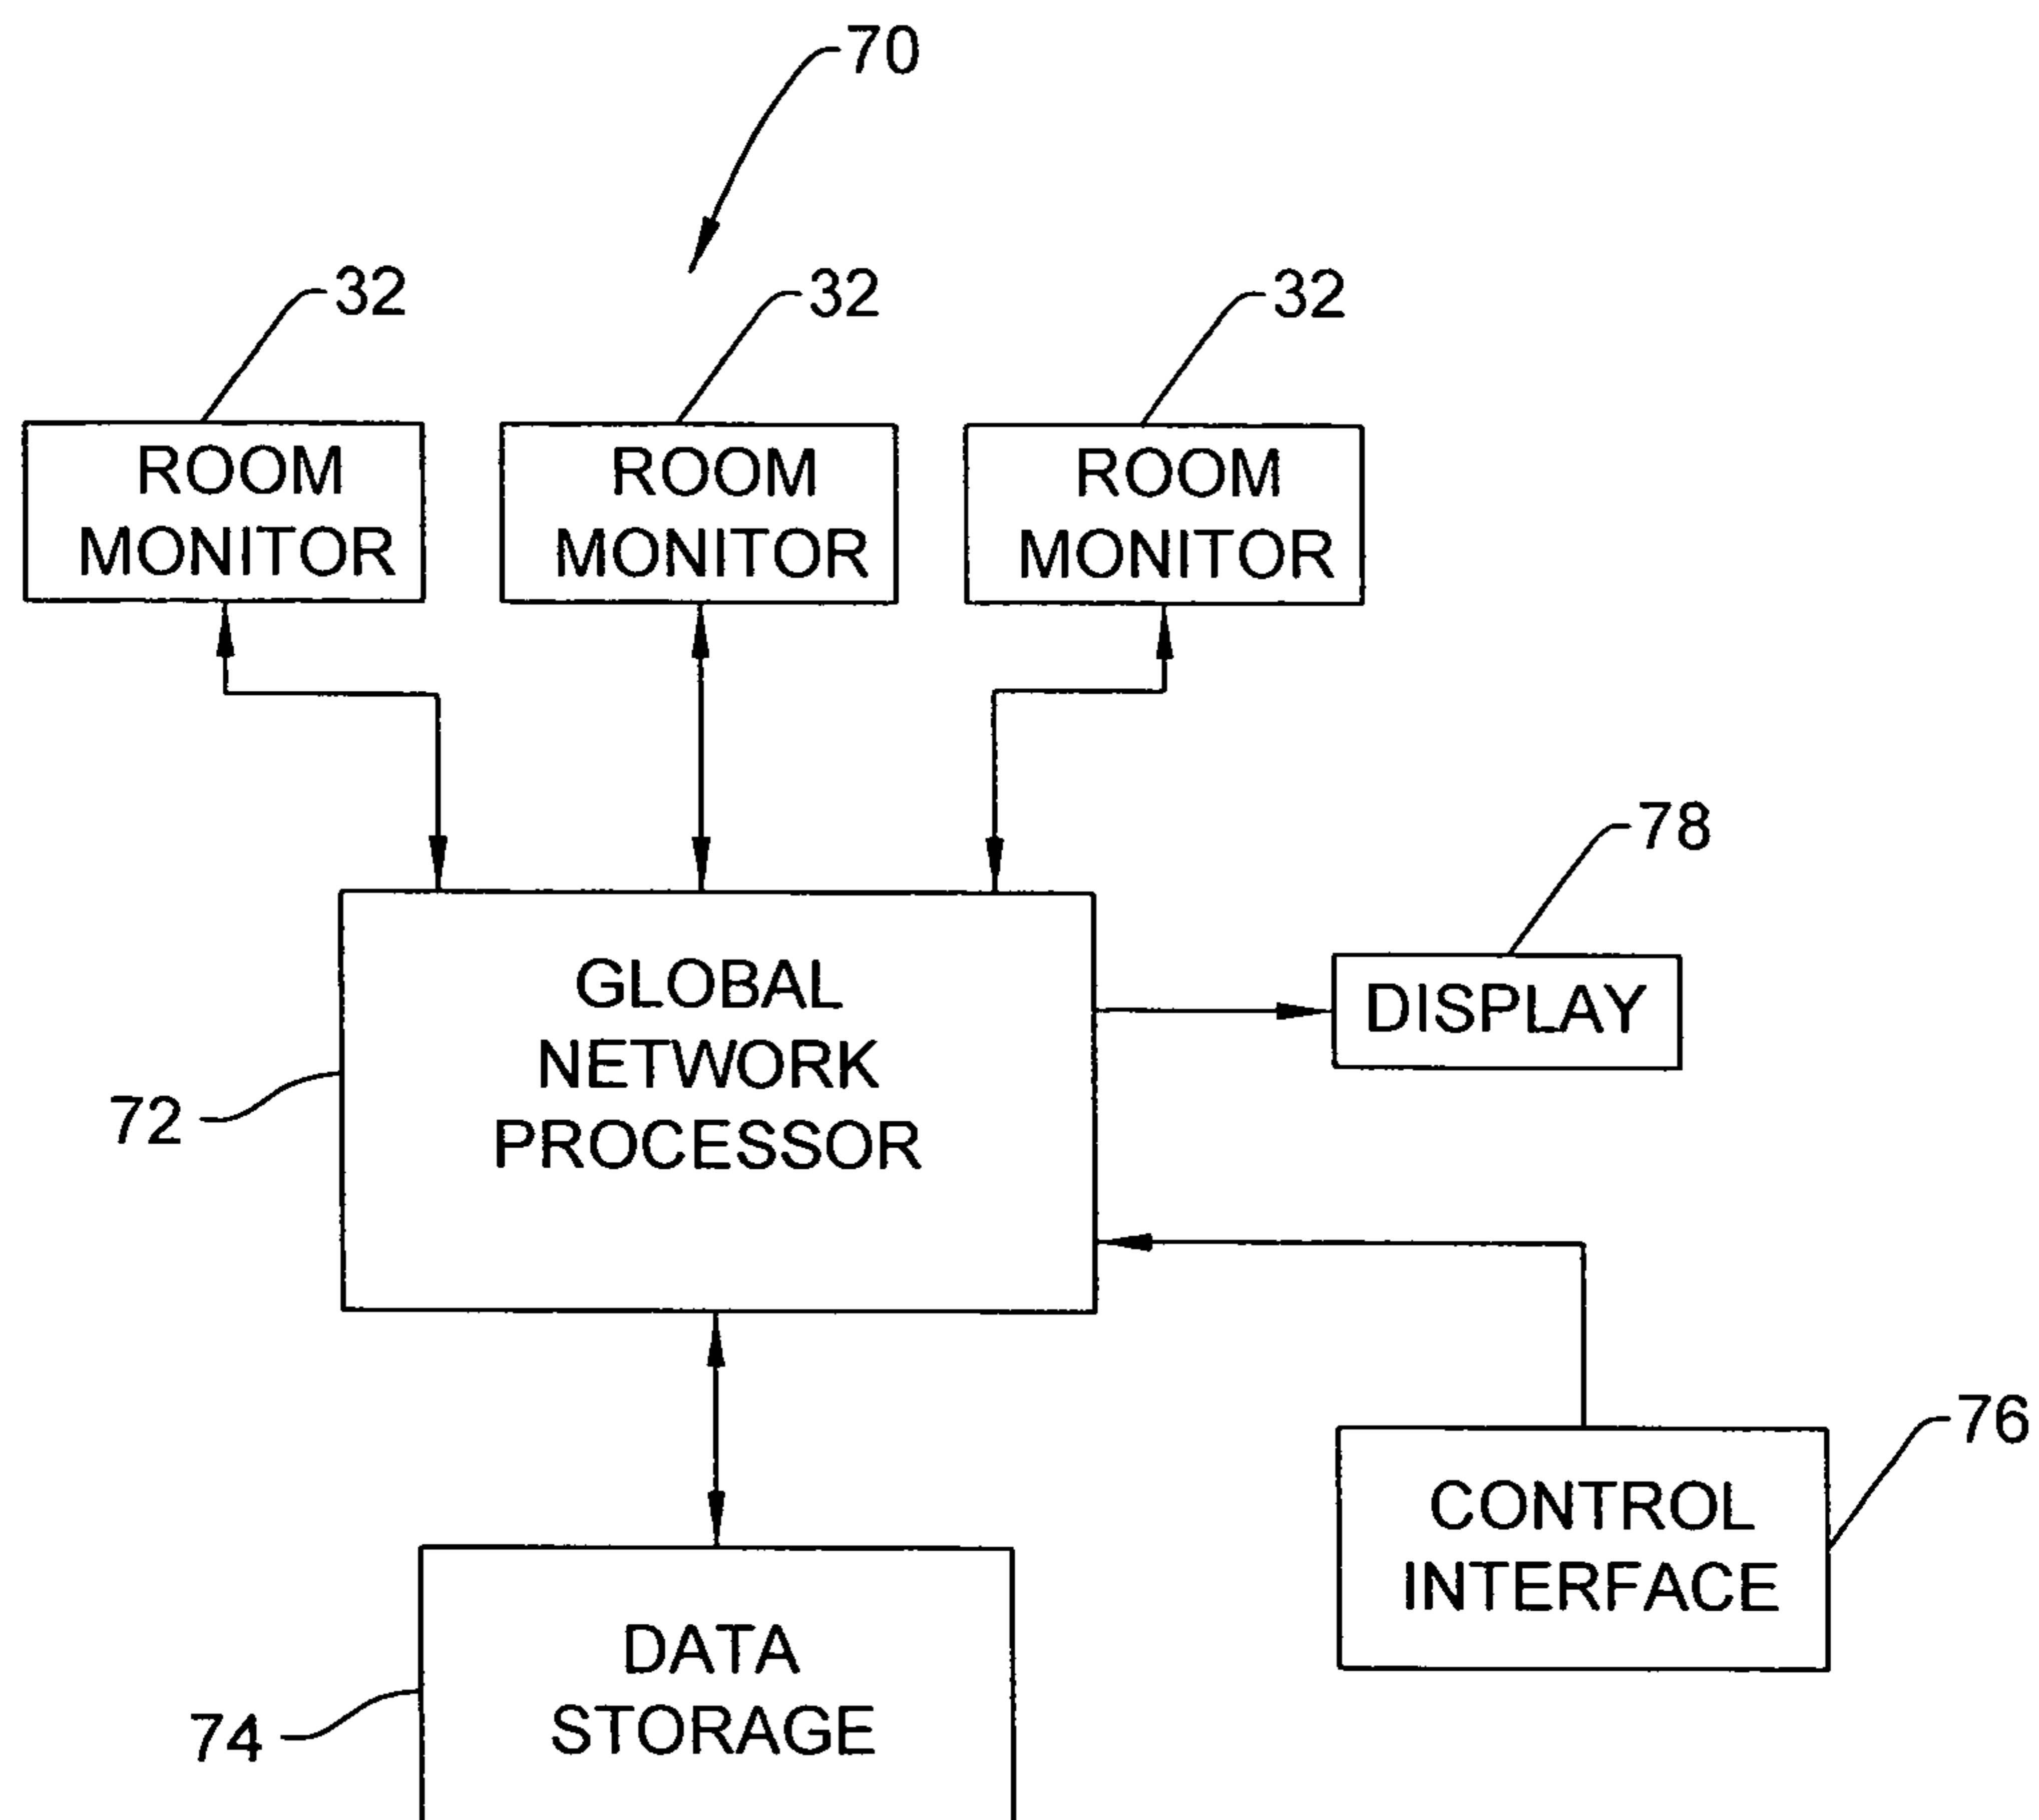 70
32
32
32
ROOM
MONITOR
ROOM
MONITOR
ROOM
MONITOR
78
GLOBAL
NETWORK
PROCESSOR
DISPLAY
72
76
CONTROL
INTERFACE
DATA
STORAGE
74